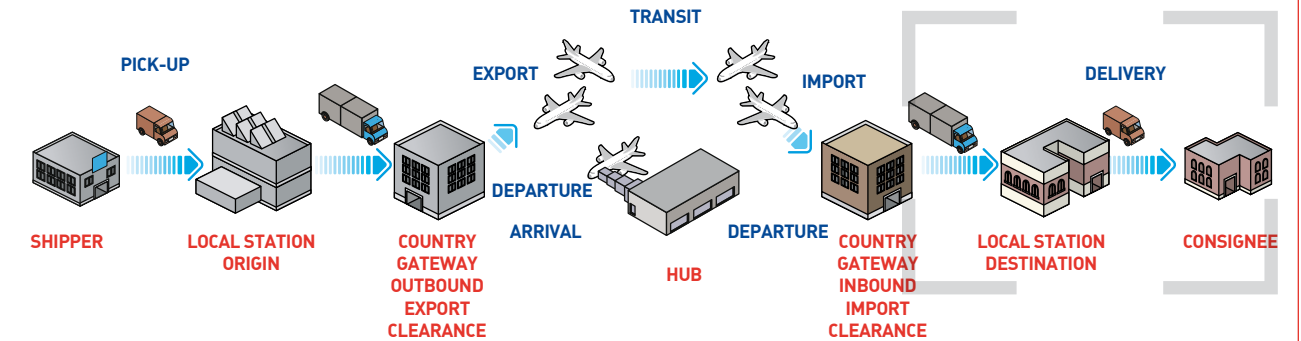 TRANSIT
PICK-UP
EXPORT
IMPORT
DELIVERY
DEPARTURE
ARRIVAL
DEPARTURE
SHIPPER
LOCAL STATION
ORIGIN
COUNTRY
GATEWAY
OUTBOUND
EXPORT
CLEARANCE
HUB
COUNTRY
GATEWAY
INBOUND
IMPORT
CLEARANCE
LOCAL STATION
DESTINATION
CONSIGNEE